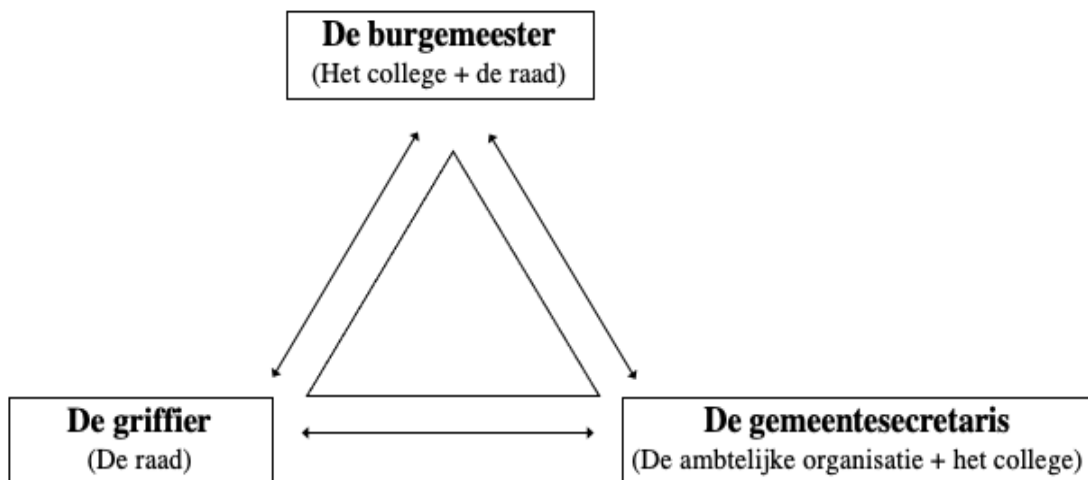 De burgemeester
(Het college + de raad)
De griffier
(De raad)
De gemeentesecretaris
(De ambtelijke organisatie + het college)